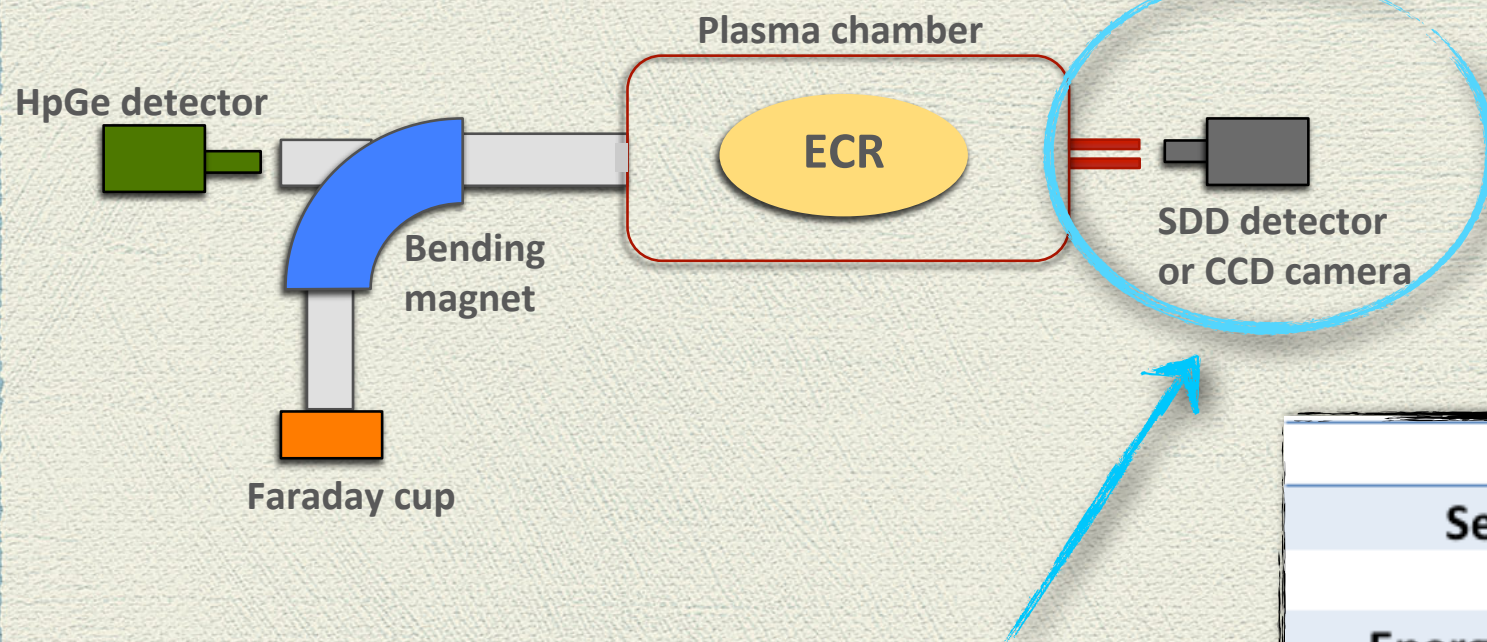 Plasma chamber
HpGe detector
ECR
Bending
magnet
SDD detector
or CCD camera
Faraday cup